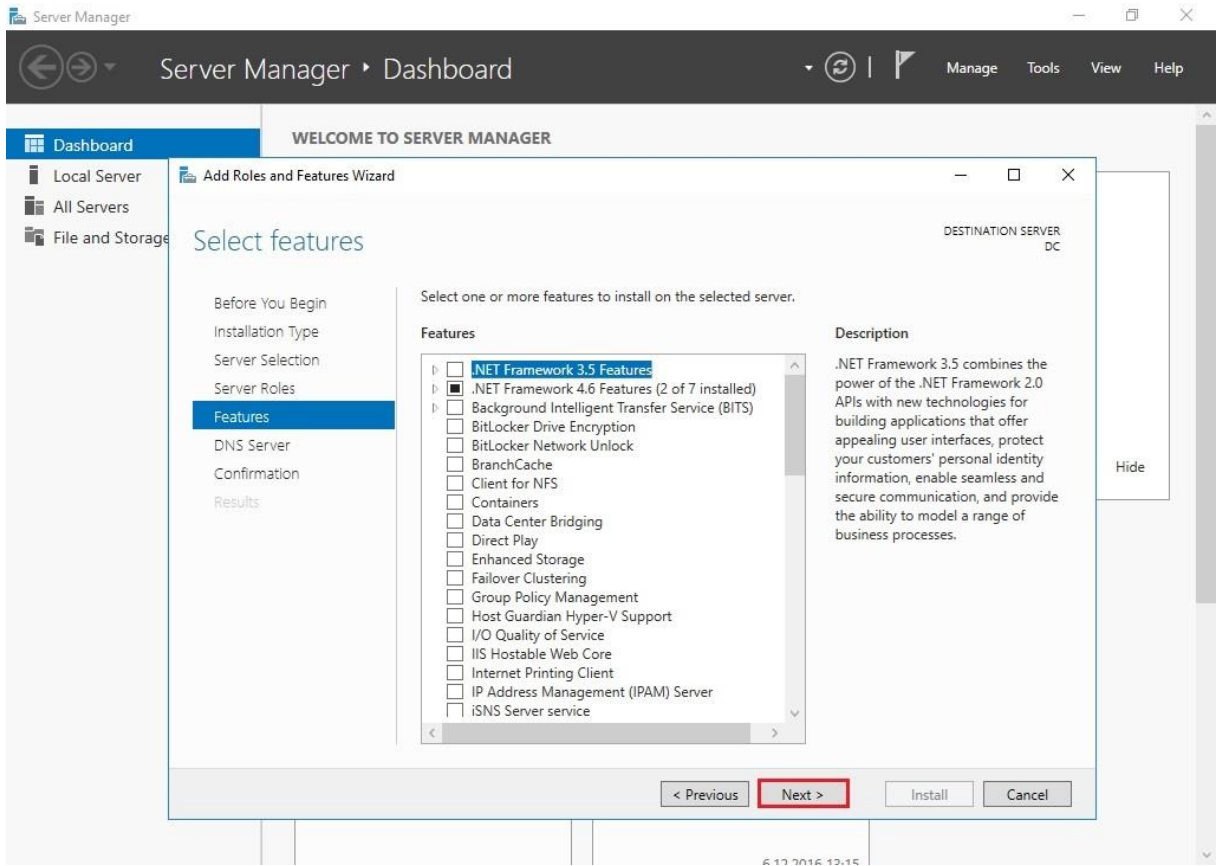 Server Manager
Server Manager • Dashboard
Manage Tools View Help
Dashboard
Local Server
All Servers
File and Storage
WELCOME TO SERVER MANAGER
Add Roles and Features Wizard
Select features
DESTINATION SERVER
DC
Before You Begin
Installation Type
Server Selection
Server Roles
Features
DNS Server
Confirmation
Results
Select one or more features to install on the selected server.
Features
.NET Framework 3.5 Features
.NET Framework 4.6 Features (2 of 7 installed)
Background Intelligent Transfer Service (BITS)
BitLocker Drive Encryption
BitLocker Network Unlock
BranchCache
Client for NFS
Containers
Data Center Bridging
Direct Play
Enhanced Storage
Failover Clustering
Group Policy Management
Host Guardian Hyper-V Support
I/O Quality of Service
IIS Hostable Web Core
Internet Printing Client
IP Address Management (IPAM) Server
iSNS Server service
Description
.NET Framework 3.5 combines the
power of the .NET Framework 2.0
APIs with new technologies for
building applications that offer
appealing user interfaces, protect
your customers' personal identity
information, enable seamless and
secure communication, and provide
the ability to model a range of
business processes.
Hide
< Previous
Next >
Install
Cancel
6.12.2016 13:15